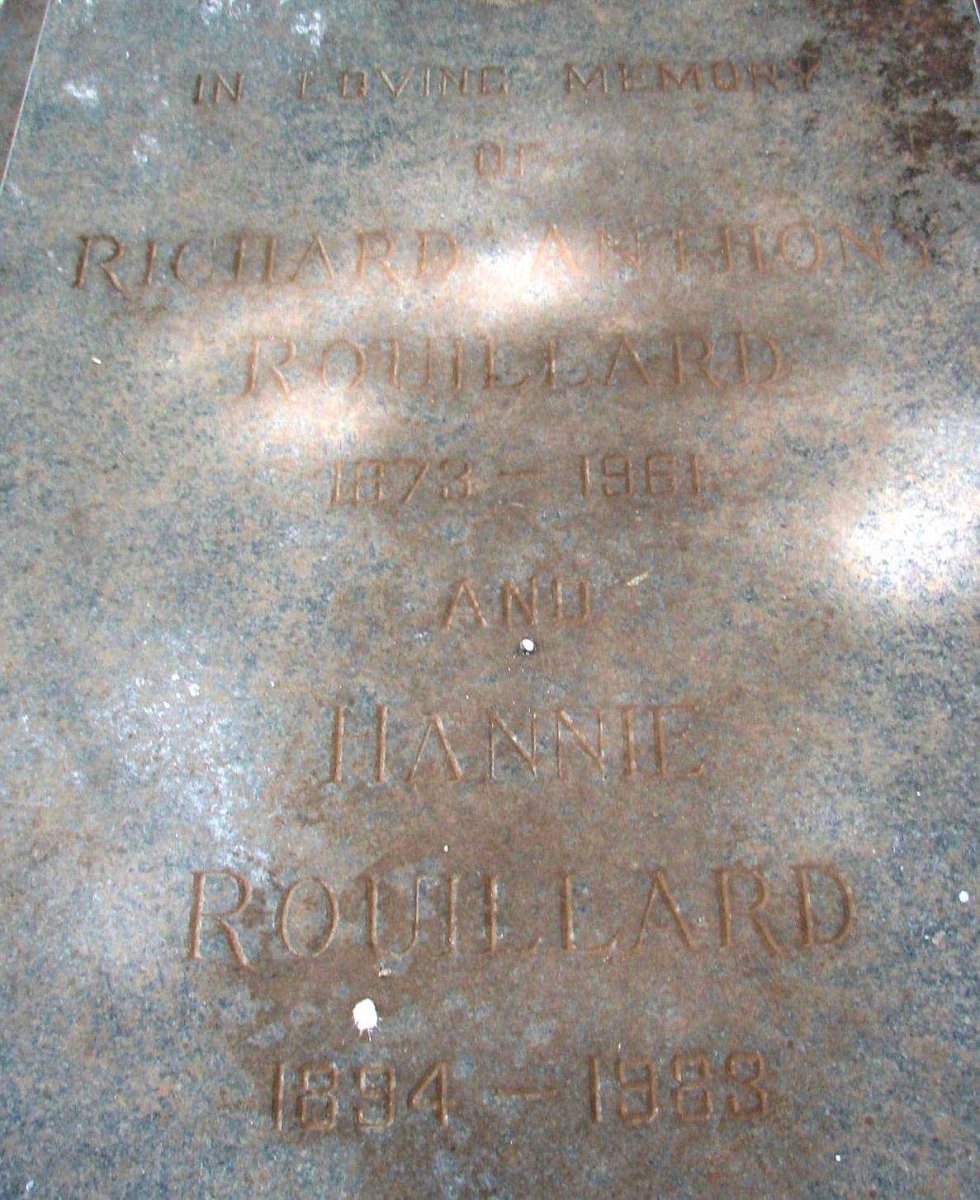 IN LOVING MEMORY
OF
RICHARD ANTHONY
ROUILLARD
1873 - 1961
AND
HANNIE
ROUILLARD
1894 - 1983